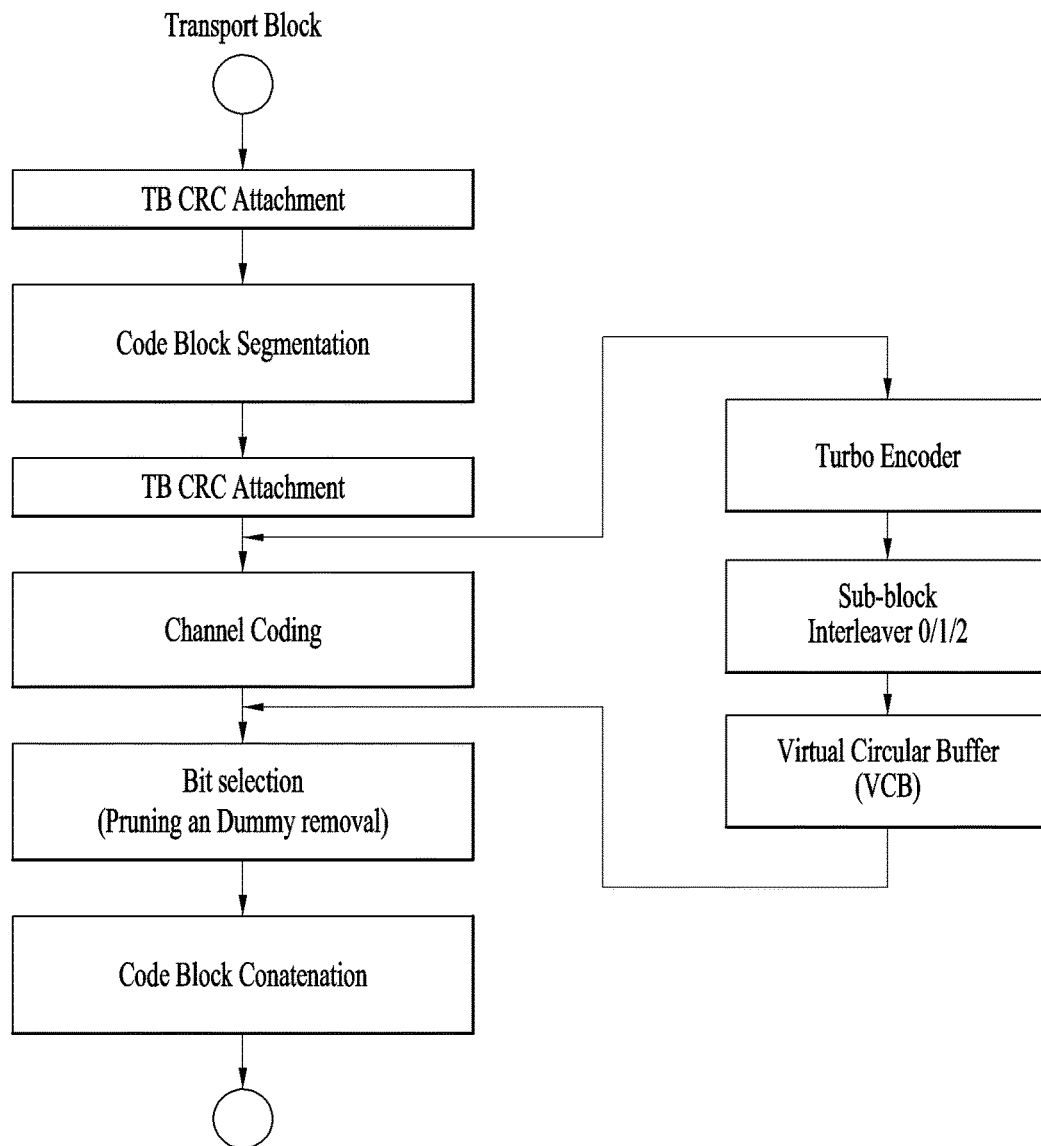 Transport Block
TB CRC Attachment
Code Block Segmentation
TB CRC Attachment
Channel Coding
Bit selection
(Pruning an Dummy removal)
Code Block Conatenation
Turbo Encoder
Sub-block
Interleaver 0/1/2
Virtual Circular Buffer
(VCB)